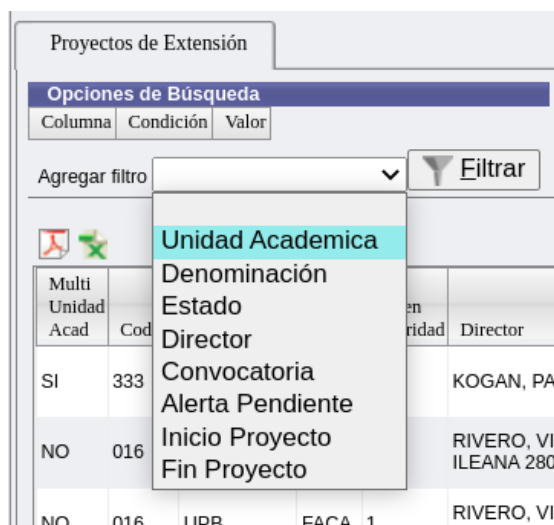 Proyectos de Extensión
Opciones de Búsqueda
Columna Condición Valor
Agregar filtro Filtrar
Unidad Academica
Denominación
Estado
Director
Convocatoria
Alerta Pendiente
Inicio Proyecto
Fin Proyecto
Multi
Unidad
Acad Cod Director
SI 333 KOGAN, PA
NO 016 RIVERO, VI
ILEANA 280
NO 016 UPB FACA 1 RIVERO, VI